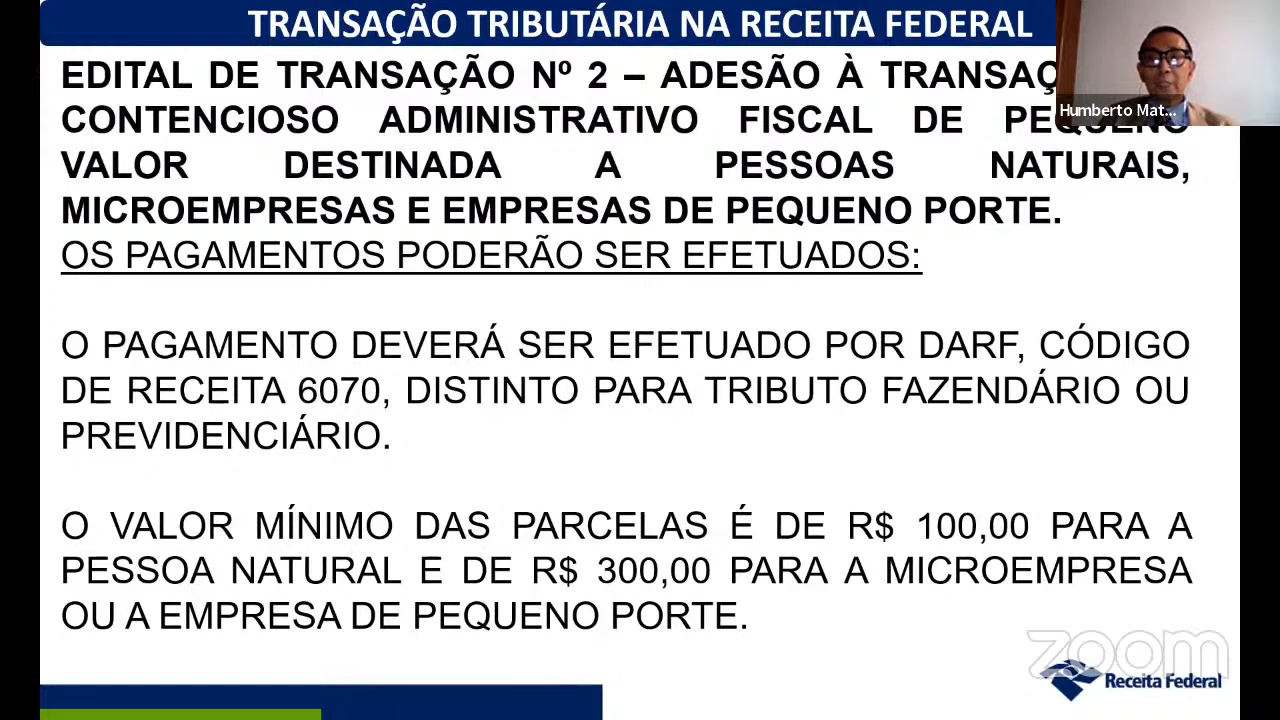 TRANSAÇÃO TRIBUTÁRIA NA RECEITA FEDERAL
EDITAL DE TRANSAÇÃO Nº 2 – ADESÃO À
CONTENCIOSO ADMINISTRATIVO FISCAL DE PEQUENO
VALOR DESTINADA A PESSOAS NATURAIS,
MICROEMPRESAS E EMPRESAS DE PEQUENO PORTE.
OS PAGAMENTOS PODERÃO SER EFETUADOS:
O PAGAMENTO DEVERÁ SER EFETUADO POR DARF, CÓDIGO
DE RECEITA 6070, DISTINTO PARA TRIBUTO FAZENDÁRIO OU
PREVIDENCIÁRIO.
O VALOR MÍNIMO DAS PARCELAS É DE R$ 100,00 PARA A
PESSOA NATURAL E DE R$ 300,00 PARA A MICROEMPRESA
OU A EMPRESA DE PEQUENO PORTE.
Humberto Mat...
zoom
Receita Federal